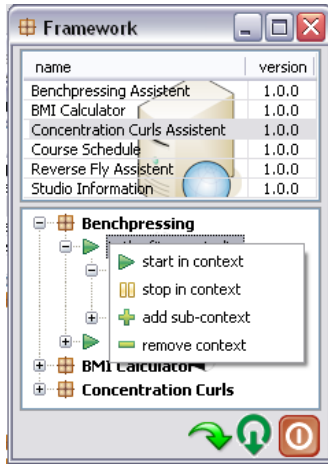 Framework
name version
Benchpressing Assistent 1.0.0
BMI Calculator 1.0.0
Concentration Curls Assistent 1.0.0
Course Schedule 1.0.0
Reverse Fly Assistent 1.0.0
Studio Information 1.0.0
Benchpressing
start in context
stop in context
add sub-context
remove context
BMI Calculator
Concentration Curls